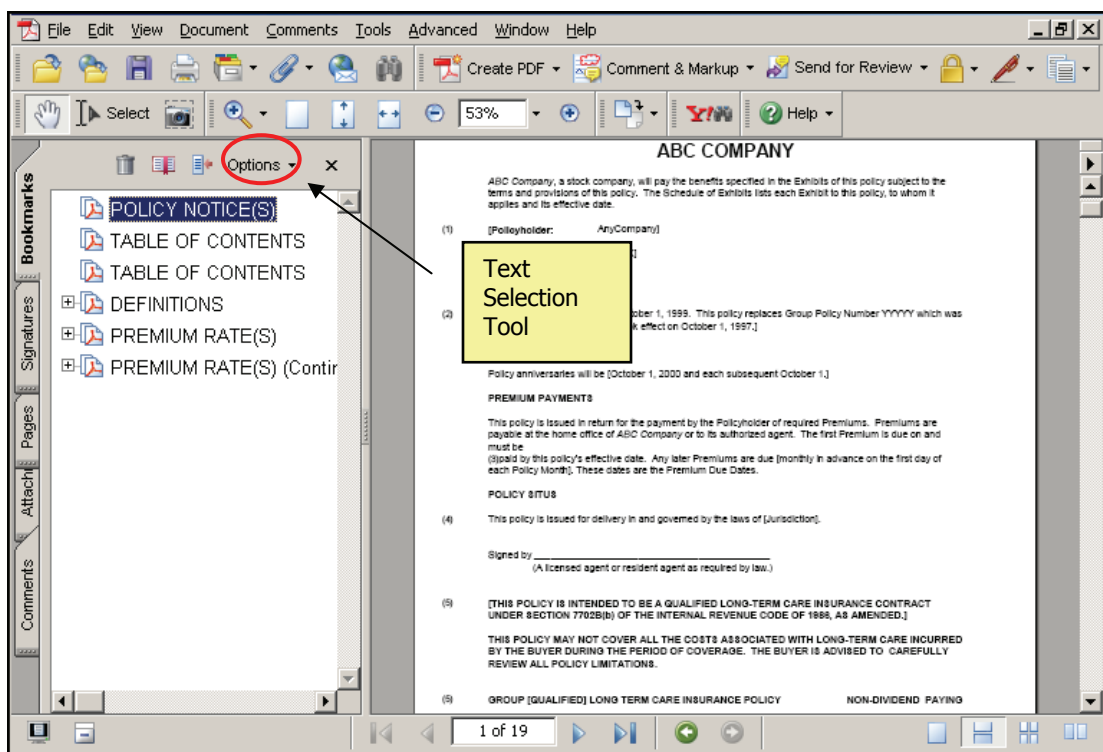 File Edit View Document Comments Tools Advanced Window Help
Create PDF Comment & Markup Send for Review
Select 53% Y! Help
Options
Bookmarks
Signatures
Pages
Attachi
Comments
POLICY NOTICE(S)
TABLE OF CONTENTS
TABLE OF CONTENTS
DEFINITIONS
PREMIUM RATE(S)
PREMIUM RATE(S) (Contir
Text
Selection
Tool
ABC COMPANY
ABC Company, a stock company, will pay the benefits specified in the Exhibits of this policy subject to the
terms and provisions of this policy. The Schedule of Exhibits lists each Exhibit to this policy, to whom it
applies and its effective date.
(1) [Policyholder: AnyCompany]
(2) tober 1, 1999. This policy replaces Group Policy Number YYYYY which was
k effect on October 1, 1997.]
Policy anniversaries will be [October 1, 2000 and each subsequent October 1.]
PREMIUM PAYMENTS
This policy is issued in return for the payment by the Policyholder of required Premiums. Premiums are
payable at the home office of ABC Company or to its authorized agent. The first Premium is due on and
must be
(3)paid by this policy's effective date. Any later Premiums are due [monthly in advance on the first day of
each Policy Month]. These dates are the Premium Due Dates.
POLICY SITUS
(4) This policy is issued for delivery in and governed by the laws of [Jurisdiction].
Signed by
(A licensed agent or resident agent as required by law.)
(5) [THIS POLICY IS INTENDED TO BE A QUALIFIED LONG-TERM CARE INSURANCE CONTRACT
UNDER SECTION 7702B(b) OF THE INTERNAL REVENUE CODE OF 1986, AS AMENDED.]
THIS POLICY MAY NOT COVER ALL THE COSTS ASSOCIATED WITH LONG-TERM CARE INCURRED
BY THE BUYER DURING THE PERIOD OF COVERAGE. THE BUYER IS ADVISED TO CAREFULLY
REVIEW ALL POLICY LIMITATIONS.
(5) GROUP [QUALIFIED] LONG TERM CARE INSURANCE POLICY NON-DIVIDEND PAYING
1 of 19